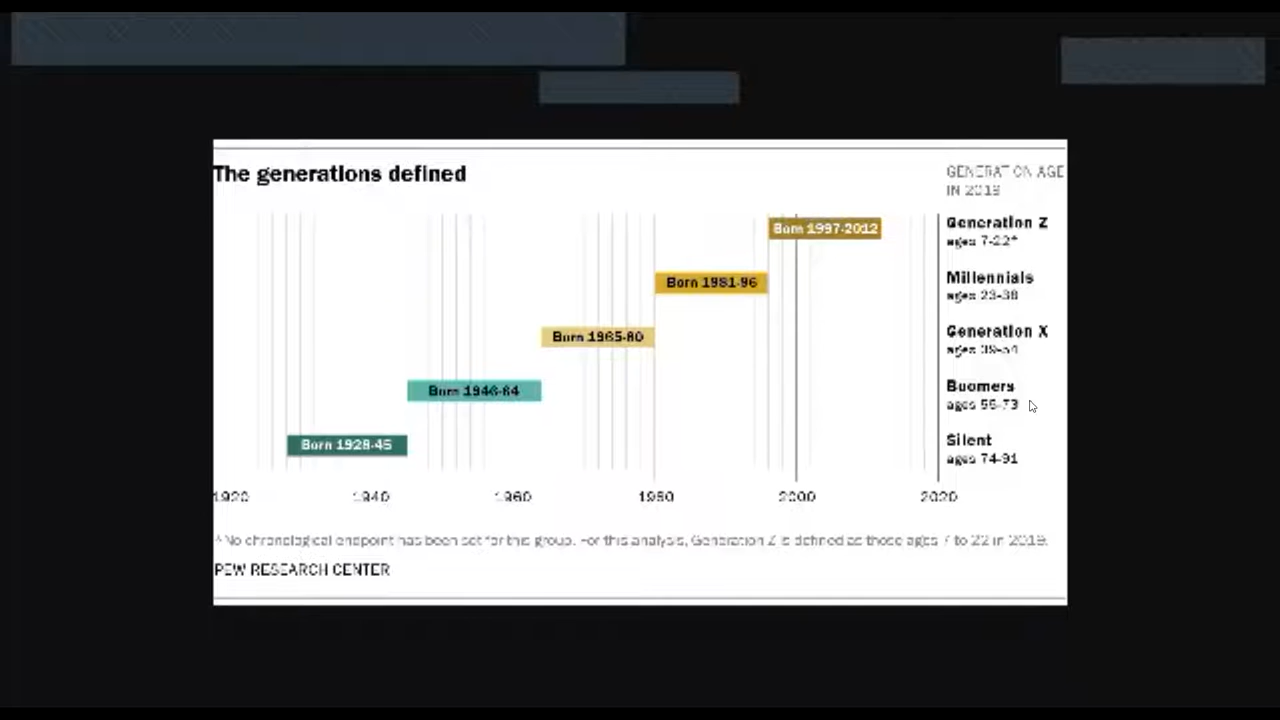 The generations defined
GENERATION AGE
IN 2019
Born 1997-2012
Generation Z
ages 7-22*
Born 1981-96
Millennials
ages 23-38
Born 1965-80
Generation X
ages 39-54
Born 1946-64
Boomers
ages 55-73
Born 1928-45
Silent
ages 74-91
1920 1940 1960 1980 2000 2020
*No chronological endpoint has been set for this group. For this analysis, Generation Z is defined as those ages 7 to 22 in 2019.
PEW RESEARCH CENTER